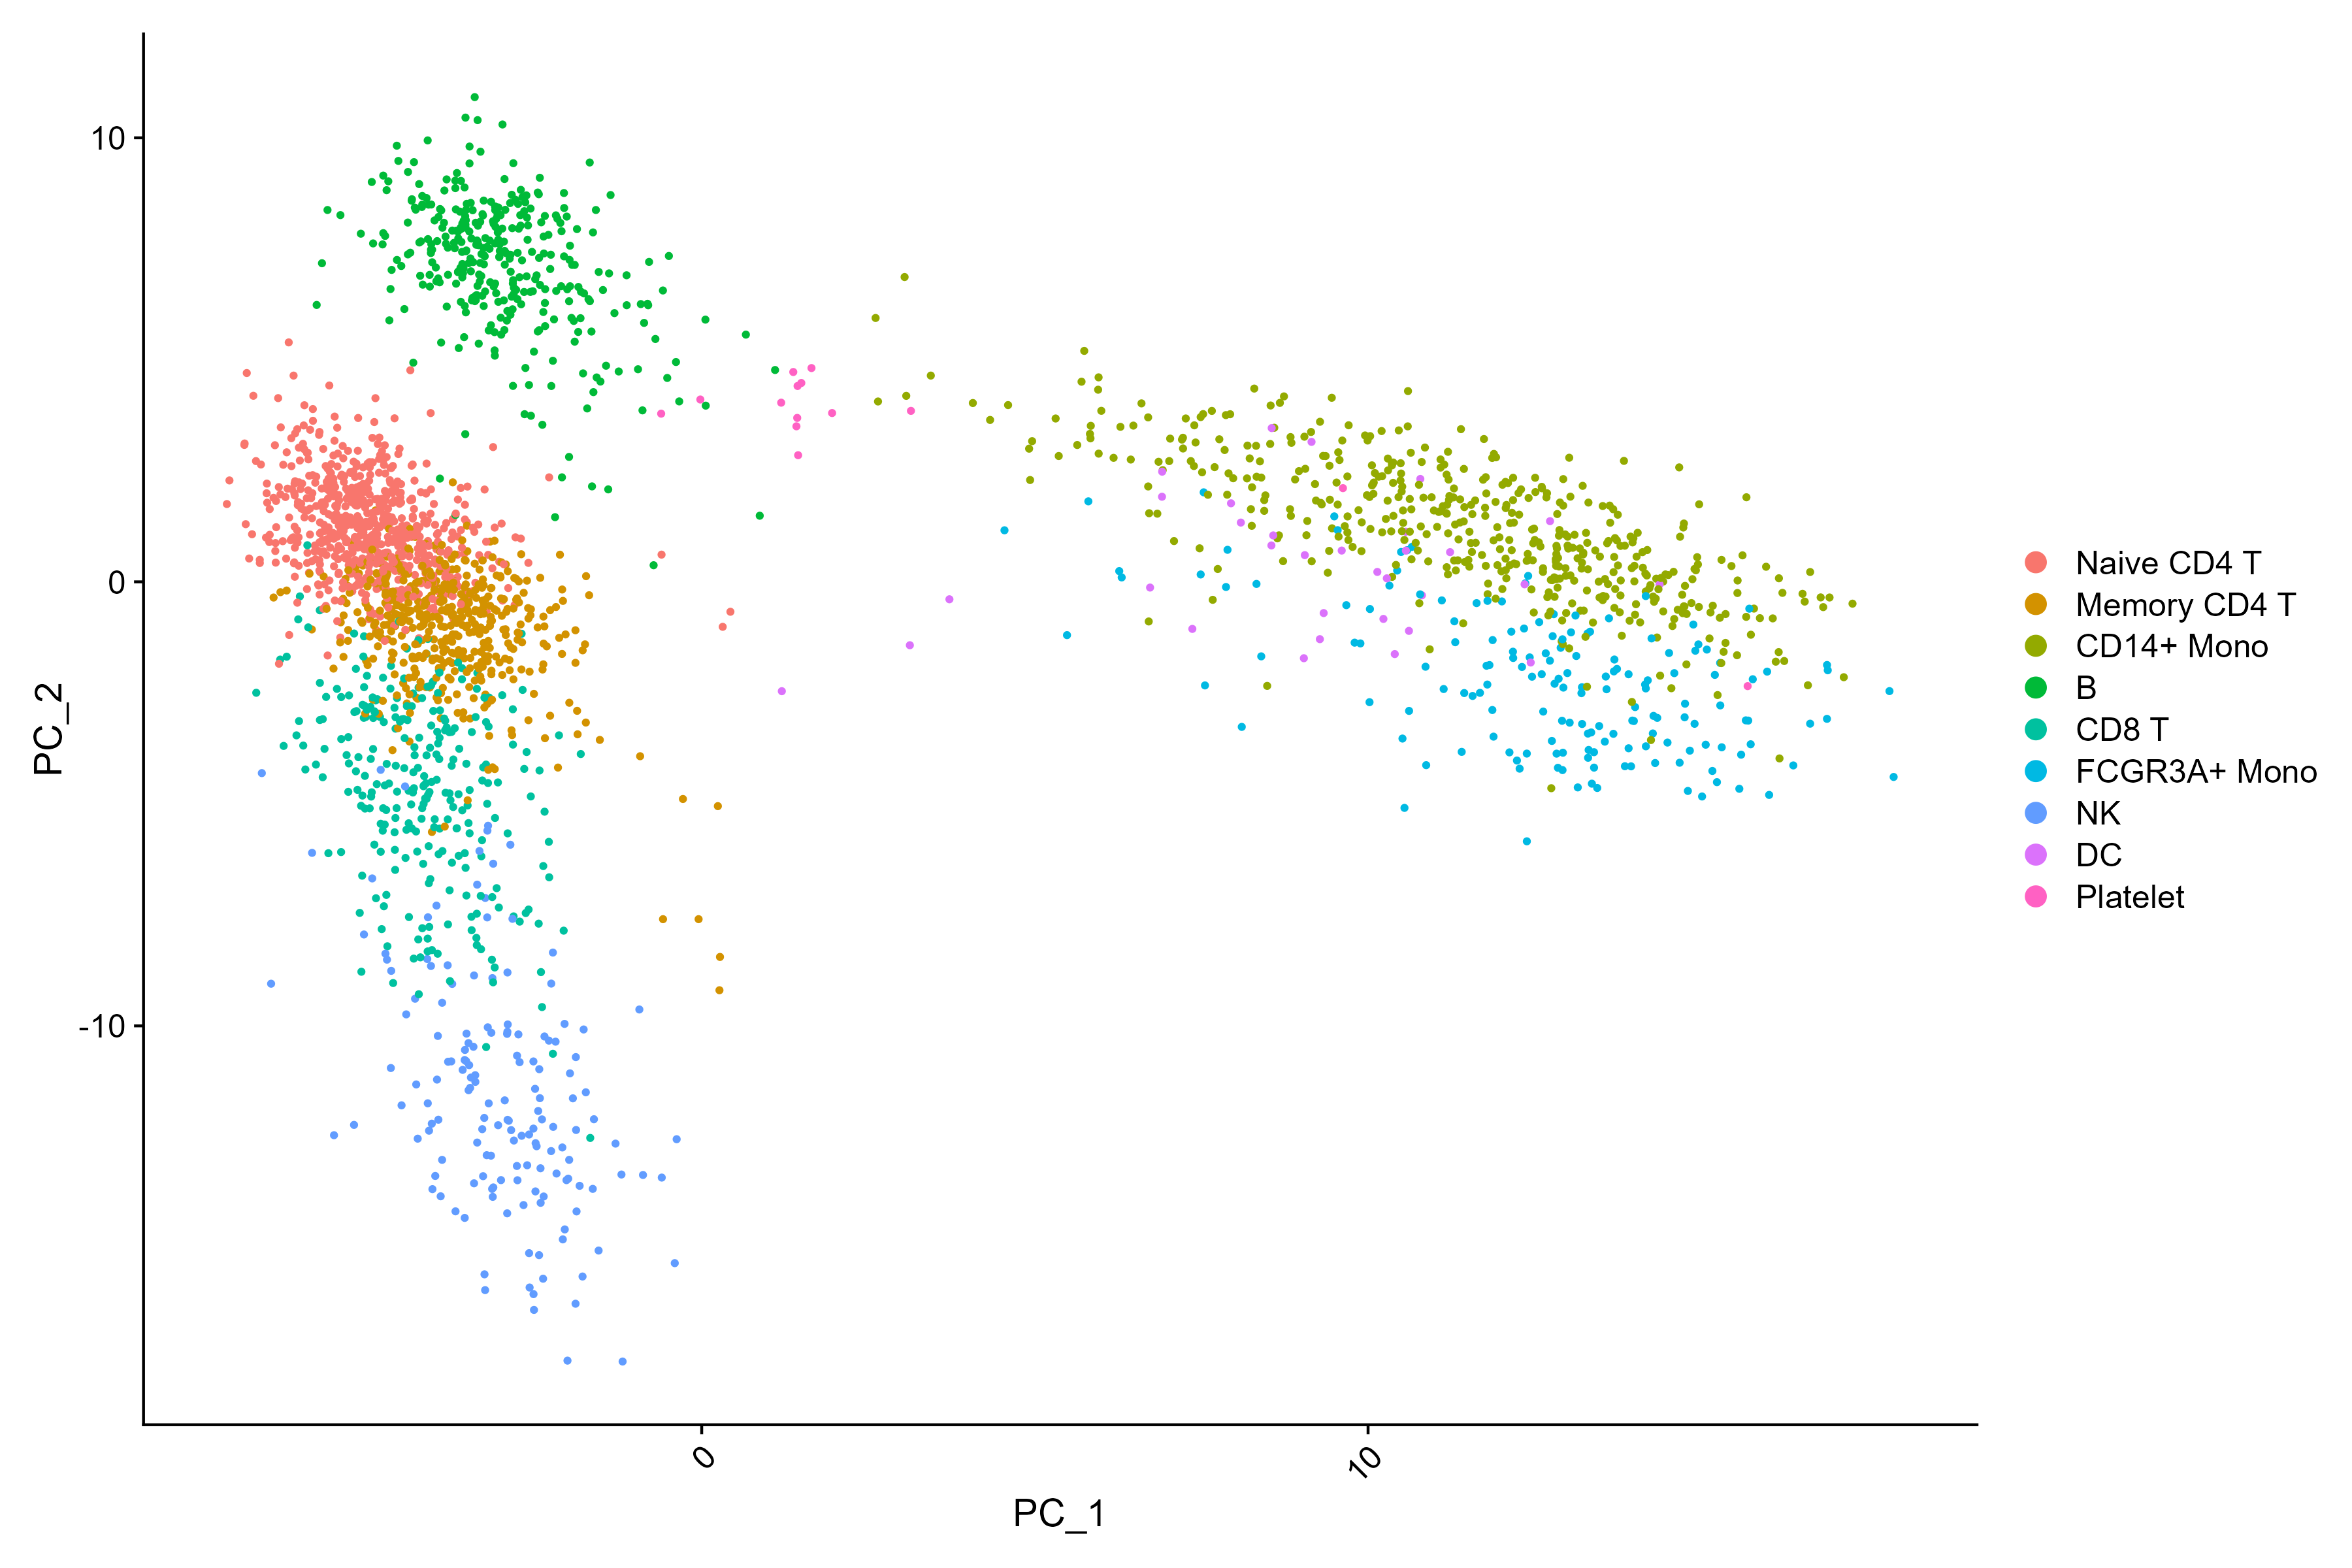 10
0
-10
PC_2
0
10
PC_1
Naive CD4 T
Memory CD4 T
CD14+ Mono
B
CD8 T
FCGR3A+ Mono
NK
DC
Platelet